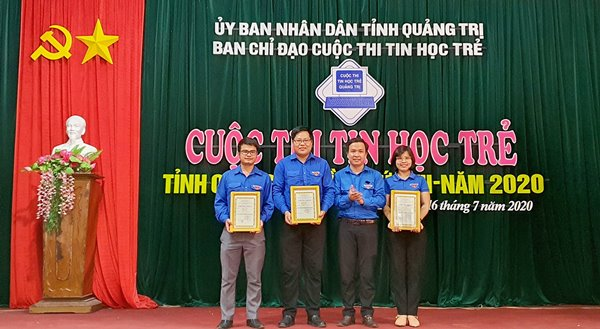 ỦY BAN NHÂN DÂN TỈNH QUẢNG TRỊ
BAN CHỈ ĐẠO CUỘC THI TIN HỌC TRẺ
CUỘC THI
TIN HỌC TRẺ
QUẢNG TRỊ
CUỘC THI TIN HỌC TRẺ
TỈNH -NĂM 2020
16 tháng 7 năm 2020